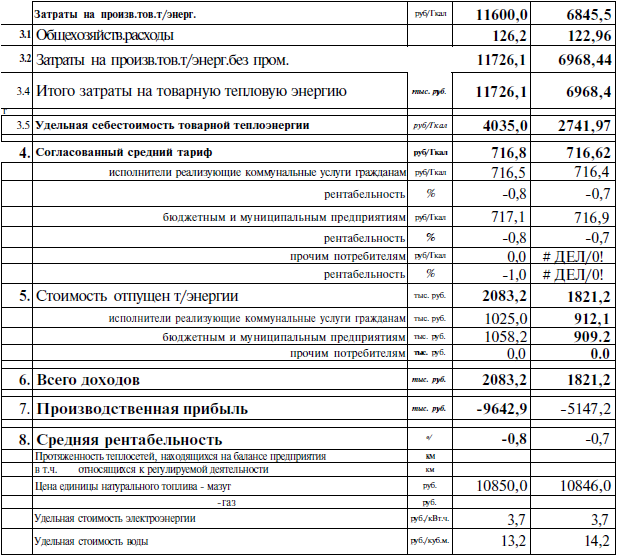 Затраты на произв.тов.т/энерг. руб/Гкал 11600,0 6845,5
3.1 Общехозяйств.расходы 126,2 122,96
3.2 Затраты на произв.тов.т/энерг.без пром. 11726,1 6968,44
3.4 Итого затраты на товарную тепловую энергию тыс. руб. 11726,1 6968,4
т
3.5 Удельная себестоимость товарной теплоэнергии руб/Гкал 4035,0 2741,97
4. Согласованный средний тариф руб/Гкал 716,8 716,62
исполнители реализующие коммунальные услуги гражданам руб/Гкал 716,5 716,4
рентабельность % -0,8 -0,7
бюджетным и муниципальным предприятиям руб/Гкал 717,1 716,9
рентабельность % -0,8 -0,7
прочим потребителям руб/Гкал 0,0 # ДЕЛ/0!
рентабельность % -1,0 # ДЕЛ/0!
5. Стоимость отпущен т/энергии тыс. руб. 2083,2 1821,2
исполнители реализующие коммунальные услуги гражданам тыс. руб. 1025,0 912,1
бюджетным и муниципальным предприятиям тыс. руб. 1058,2 909.2
прочим потребителям тыс. руб. 0,0 0.0
6. Всего доходов тыс. руб. 2083,2 1821,2
7. Производственная прибыль тыс. руб. -9642,9 -5147,2
8. Средняя рентабельность °/ -0,8 -0,7
Протяженность теплосетей, находящихся на балансе предприятия км
в т.ч. относящихся к регулируемой деятельности км
Цена единицы натурального топлива - мазут руб. 10850,0 10846,0
-газ руб.
Удельная стоимость электроэнергии руб./кВт.ч. 3,7 3,7
Удельная стоимость воды руб./куб.м. 13,2 14,2